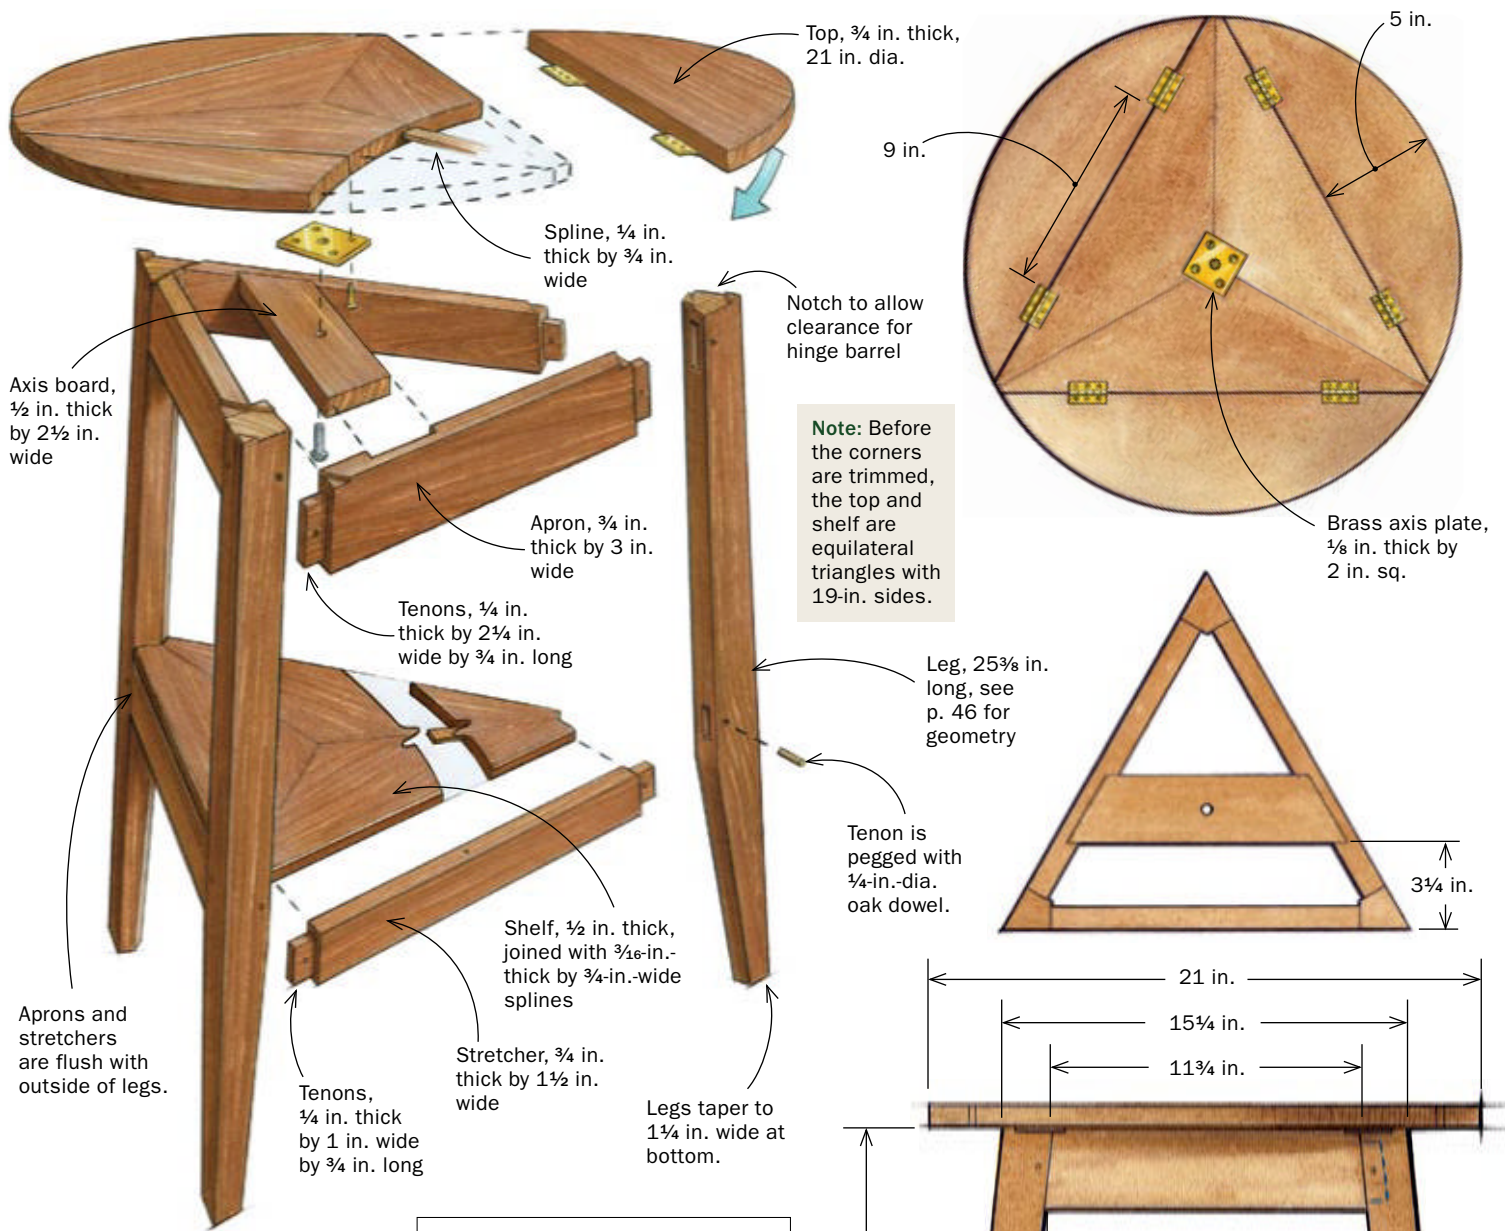 Top, ¾ in. thick,
21 in. dia.
5 in.
9 in.
Spline, ¼ in.
thick by ¾ in.
wide
Notch to allow
clearance for
hinge barrel
Axis board,
½ in. thick
by 2½ in.
wide
Note: Before
the corners
are trimmed,
the top and
shelf are
equilateral
triangles with
19-in. sides.
Apron, ¾ in.
thick by 3 in.
wide
Brass axis plate,
⅛ in. thick by
2 in. sq.
Tenons, ¼ in.
thick by 2¼ in.
wide by ¾ in. long
Leg, 25⅜ in.
long, see
p. 46 for
geometry
Tenon is
pegged with
¼-in.-dia.
oak dowel.
3¼ in.
Shelf, ½ in. thick,
joined with 3⁄16-in.-
thick by ¾-in.-wide
splines
Aprons and
stretchers
are flush with
outside of legs.
Stretcher, ¾ in.
thick by 1½ in.
wide
Tenons,
¼ in. thick
by 1 in. wide
by ¾ in. long
Legs taper to
1¼ in. wide at
bottom.
21 in.
15¼ in.
11¾ in.